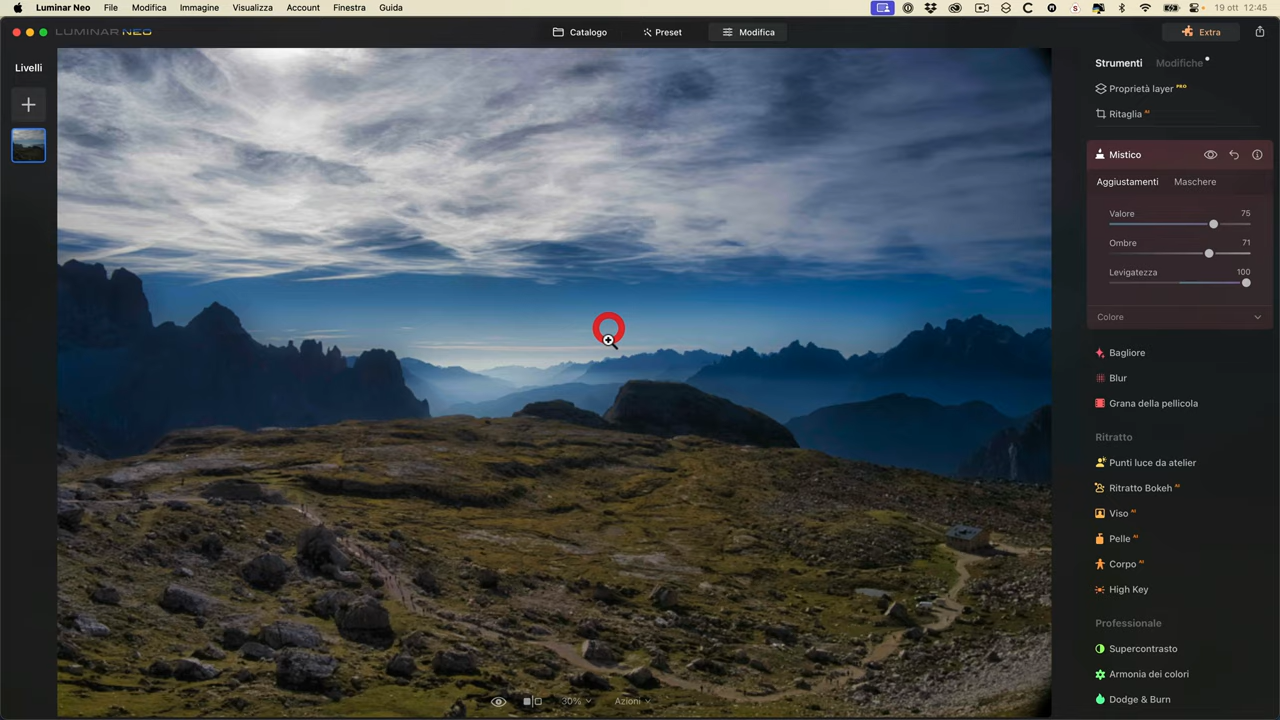 Luminar Neo File Modifica Immagine Visualizza Account Finestra Guida 19 ott 12:45
LUMINAR NEO Catalogo Preset Modifica Extra
Livelli
Strumenti Modifiche
Proprietà layer PRO
Ritaglia AI
Mistico
Aggiustamenti Maschere
Valore 75
Ombre 71
Levigatezza 100
Colore
Bagliore
Blur
Grana della pellicola
Ritratto
Punti luce da atelier
Ritratto Bokeh AI
Viso AI
Pelle AI
Corpo AI
High Key
Professionale
Supercontrasto
Armonia dei colori
Dodge & Burn
30% Azioni